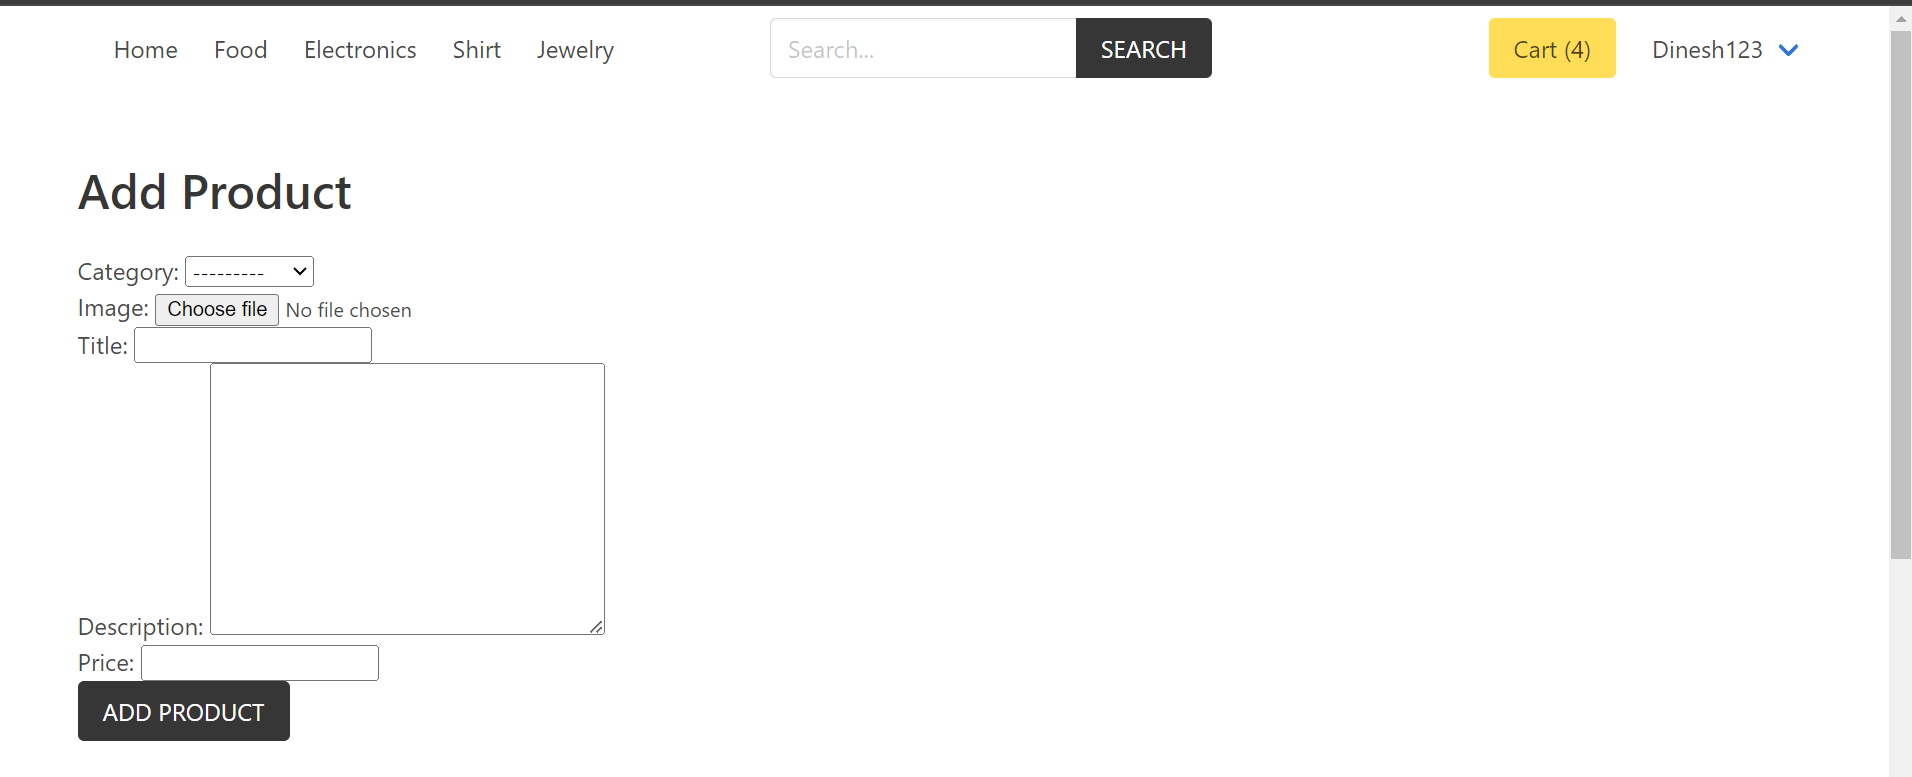 Home Food Electronics Shirt Jewelry Search... SEARCH Cart (4) Dinesh123
Add Product
Category: ---------
Image: Choose file No file chosen
Title:
Description:
Price:
ADD PRODUCT